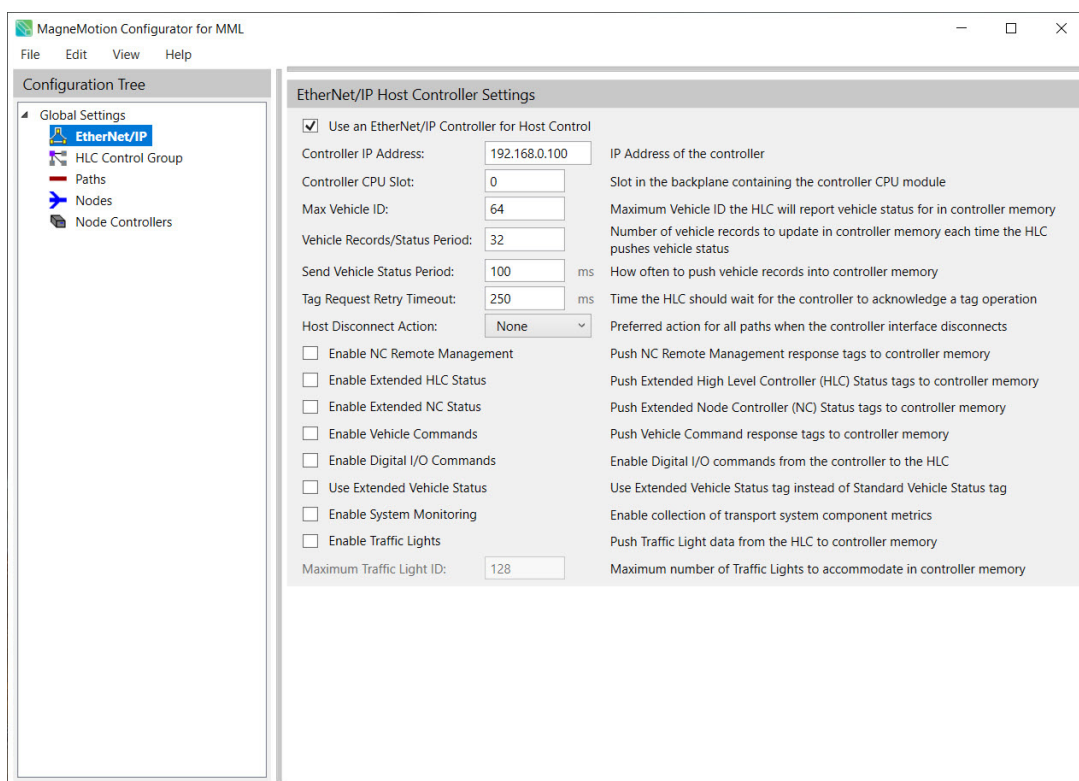 MagneMotion Configurator for MML
File Edit View Help
Configuration Tree
Global Settings
EtherNet/IP
HLC Control Group
Paths
Nodes
Node Controllers
EtherNet/IP Host Controller Settings
Use an EtherNet/IP Controller for Host Control
Controller IP Address: 192.168.0.100 IP Address of the controller
Controller CPU Slot: 0 Slot in the backplane containing the controller CPU module
Max Vehicle ID: 64 Maximum Vehicle ID the HLC will report vehicle status for in controller memory
Vehicle Records/Status Period: 32 Number of vehicle records to update in controller memory each time the HLC
pushes vehicle status
Send Vehicle Status Period: 100 ms How often to push vehicle records into controller memory
Tag Request Retry Timeout: 250 ms Time the HLC should wait for the controller to acknowledge a tag operation
Host Disconnect Action: None Preferred action for all paths when the controller interface disconnects
Enable NC Remote Management Push NC Remote Management response tags to controller memory
Enable Extended HLC Status Push Extended High Level Controller (HLC) Status tags to controller memory
Enable Extended NC Status Push Extended Node Controller (NC) Status tags to controller memory
Enable Vehicle Commands Push Vehicle Command response tags to controller memory
Enable Digital I/O Commands Enable Digital I/O commands from the controller to the HLC
Use Extended Vehicle Status Use Extended Vehicle Status tag instead of Standard Vehicle Status tag
Enable System Monitoring Enable collection of transport system component metrics
Enable Traffic Lights Push Traffic Light data from the HLC to controller memory
Maximum Traffic Light ID: 128 Maximum number of Traffic Lights to accommodate in controller memory